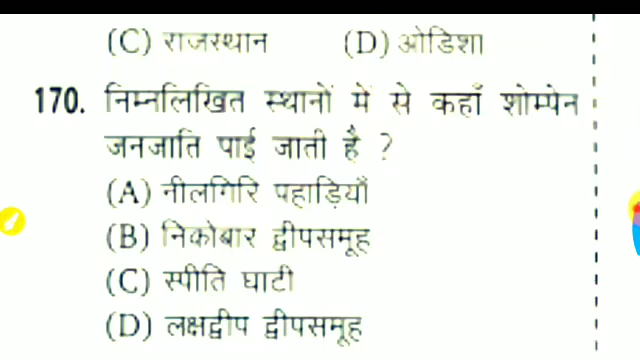 (C) राजस्थान (D) ओडिशा
170. निम्नलिखित स्थानों में से कहाँ शोम्पेन
जनजाति पाई जाती है ?
(A) नीलगिरि पहाड़ियाँ
(B) निकोबार द्वीपसमूह
(C) स्पीति घाटी
(D) लक्षद्वीप द्वीपसमूह